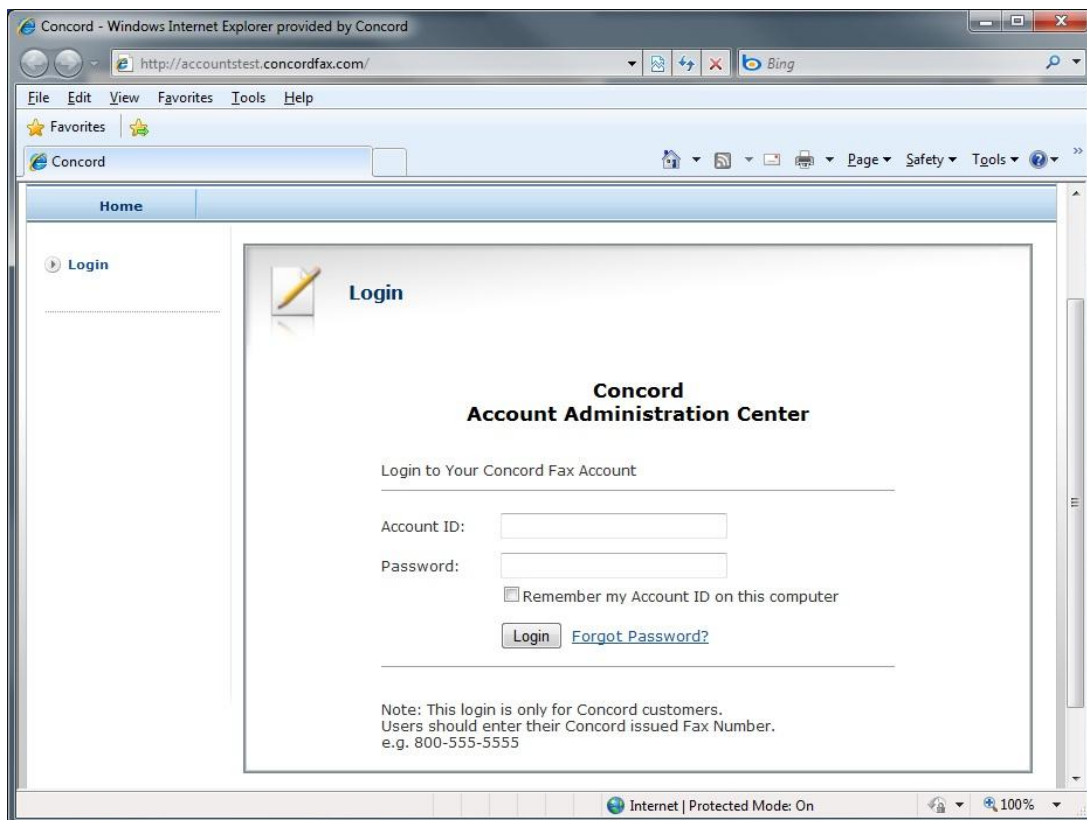 Concord - Windows Internet Explorer provided by Concord
http://accountstest.concordfax.com/
Bing
File Edit View Favorites Tools Help
Favorites
Concord
Page Safety Tools
Home
Login
Login
Concord
Account Administration Center
Login to Your Concord Fax Account
Account ID:
Password:
Remember my Account ID on this computer
Login Forgot Password?
Note: This login is only for Concord customers.
Users should enter their Concord issued Fax Number.
e.g. 800-555-5555
Internet | Protected Mode: On 100%